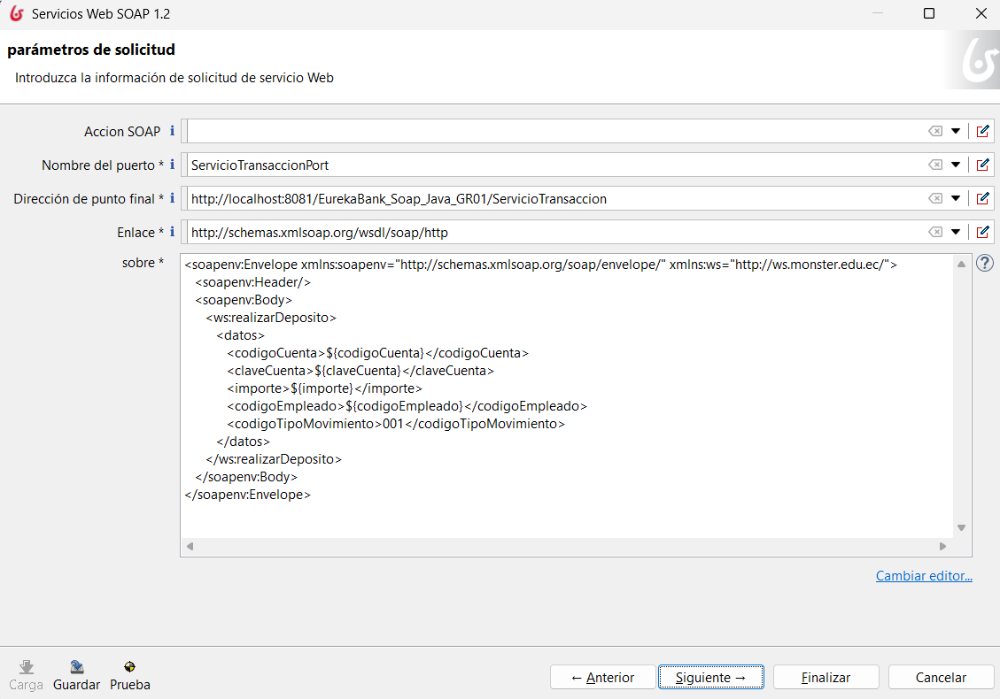 Servicios Web SOAP 1.2
parámetros de solicitud
Introduzca la información de solicitud de servicio Web
Accion SOAP
Nombre del puerto * ServicioTransaccionPort
Dirección de punto final * http://localhost:8081/EurekaBank_Soap_Java_GR01/ServicioTransaccion
Enlace * http://schemas.xmlsoap.org/wsdl/soap/http
sobre *
<soapenv:Envelope xmlns:soapenv="http://schemas.xmlsoap.org/soap/envelope/" xmlns:ws="http://ws.monster.edu.ec/">
<soapenv:Header/>
<soapenv:Body>
<ws:realizarDeposito>
<datos>
<codigoCuenta>${codigoCuenta}</codigoCuenta>
<claveCuenta>${claveCuenta}</claveCuenta>
<importe>${importe}</importe>
<codigoEmpleado>${codigoEmpleado}</codigoEmpleado>
<codigoTipoMovimiento>001</codigoTipoMovimiento>
</datos>
</ws:realizarDeposito>
</soapenv:Body>
</soapenv:Envelope>
Cambiar editor...
Carga Guardar Prueba ← Anterior Siguiente → Finalizar Cancelar